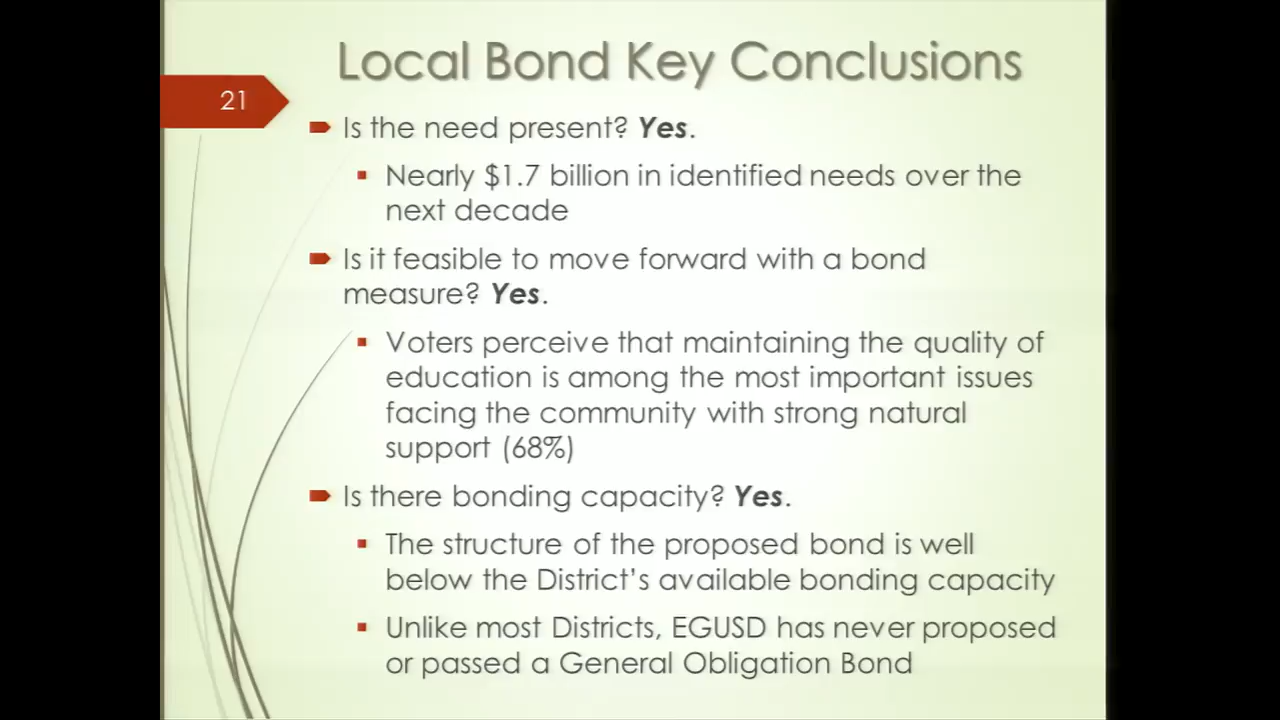 Local Bond Key Conclusions
21
Is the need present? Yes.
Nearly $1.7 billion in identified needs over the
next decade
Is it feasible to move forward with a bond
measure? Yes.
Voters perceive that maintaining the quality of
education is among the most important issues
facing the community with strong natural
support (68%)
Is there bonding capacity? Yes.
The structure of the proposed bond is well
below the District’s available bonding capacity
Unlike most Districts, EGUSD has never proposed
or passed a General Obligation Bond